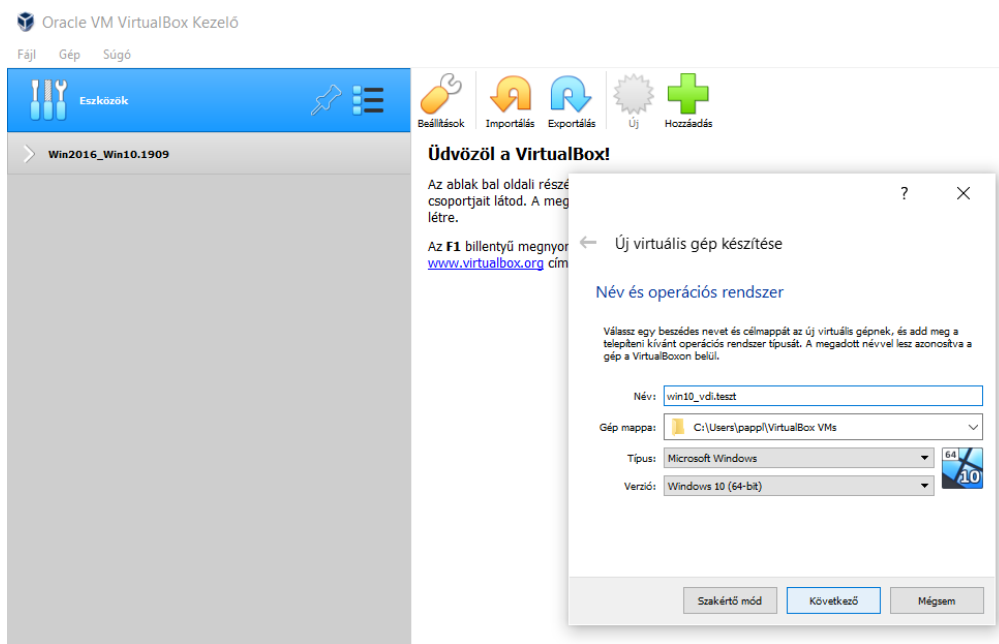 Oracle VM VirtualBox Kezelő
Fájl Gép Súgó
Eszközök
Beállítások Importálás Exportálás Új Hozzáadás
Win2016_Win10.1909
Üdvözöl a VirtualBox!
Az ablak bal oldali részé
csoportjait látod. A meg
létre.
Az F1 billentyű megnyor
www.virtualbox.org cím
?
Új virtuális gép készítése
Név és operációs rendszer
Válassz egy beszédes nevet és célmappát az új virtuális gépnek, és add meg a
telepíteni kívánt operációs rendszer típusát. A megadott névvel lesz azonosítva a
gép a VirtualBoxon belül.
Név: win10_vdi.teszt
Gép mappa: C:\Users\pappl\VirtualBox VMs
Típus: Microsoft Windows
64
10
Verzió: Windows 10 (64-bit)
Szakértő mód Következő Mégsem